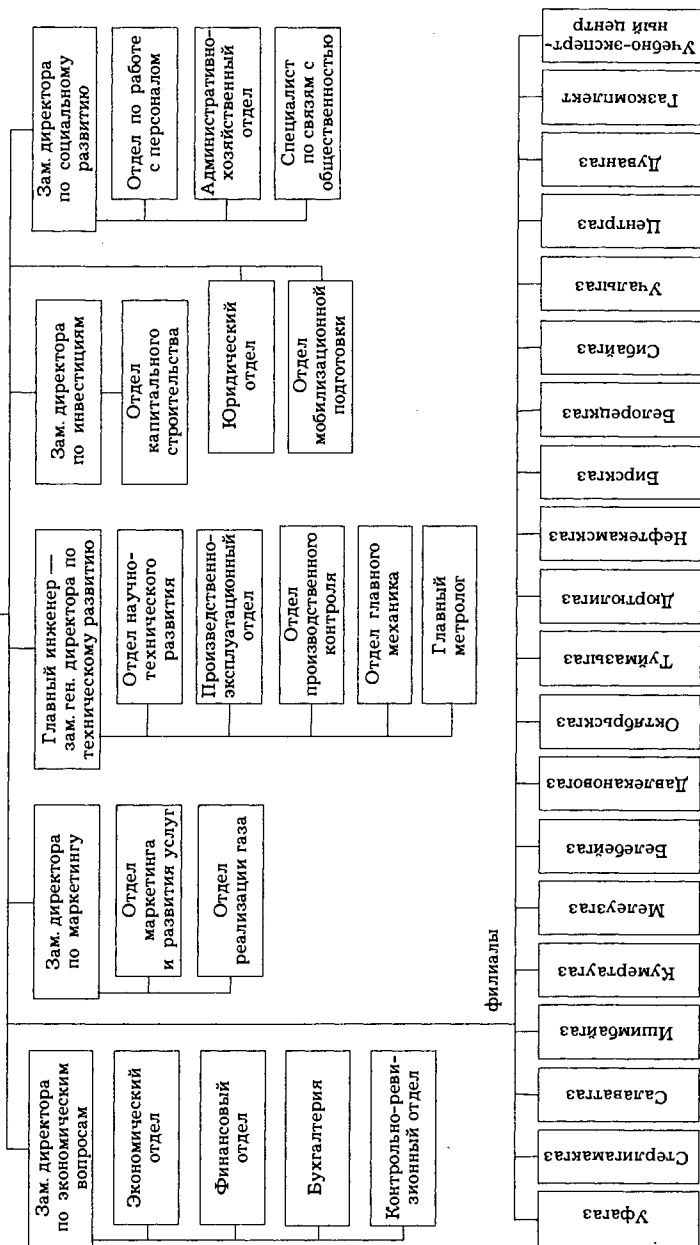 Зам. директора
по экономическим
вопросам
Экономический
отдел
Финансовый
отдел
Бухгалтерия
Контрольно-реви-
зионный отдел
Зам. директора
по маркетингу
Отдел
маркетинга
и развития услуг
Отдел
реализации газа
Главный инженер —
зам. ген. директора по
техническому развитию
Отдел научно-
технического
развития
Производственно-
эксплуатационный
отдел
Отдел
производственного
контроля
Отдел главного
механика
Главный
метролог
Зам. директора
по инвестициям
Отдел
капитального
строительства
Юридический
отдел
Отдел
мобилизационной
подготовки
Зам. директора
по социальному
развитию
Отдел по работе
с персоналом
Административно-
хозяйственный
отдел
Специалист
по связям с
общественностью
филиалы
Уфагаз
Стерлигамакгаз
Салаватгаз
Ишимбайгаз
Кумертаугаз
Мелеузгаз
Белебейгаз
Давлекановогаз
Октябрьскгаз
Туймазыгаз
Дюртюлигаз
Нефтекамскгаз
Бирскгаз
Белорецкгаз
Сибайгаз
Учалыгаз
Центргаз
Дувангаз
Газкомплект
Учебно-эксперт-
ный центр